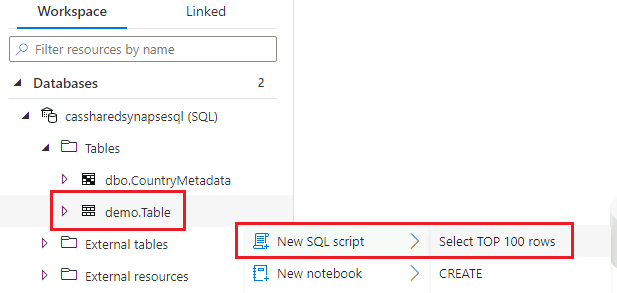 Workspace Linked
Filter resources by name
Databases 2
cassharedsynapsesql (SQL)
Tables
dbo.CountryMetadata
demo.Table
External tables
External resources
New SQL script
Select TOP 100 rows
New notebook
CREATE